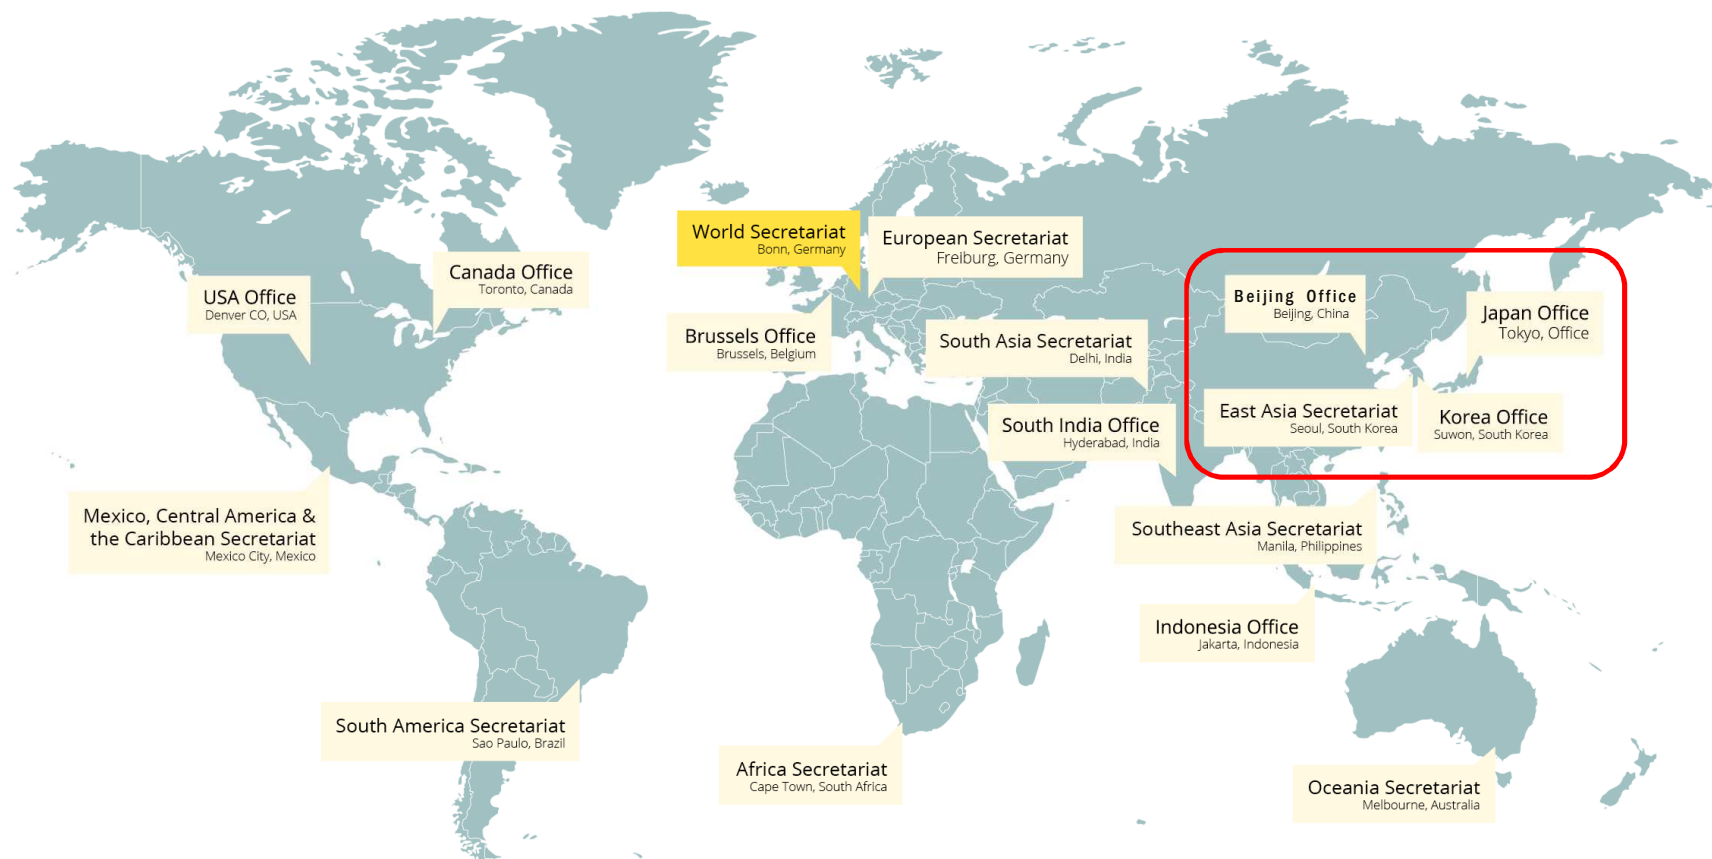 World Secretariat
Bonn, Germany
European Secretariat
Freiburg, Germany
Canada Office
Toronto, Canada
USA Office
Denver CO, USA
Beijing Office
Beijing, China
Japan Office
Tokyo, Office
Brussels Office
Brussels, Belgium
South Asia Secretariat
Delhi, India
East Asia Secretariat
Seoul, South Korea
Korea Office
Suwon, South Korea
South India Office
Hyderabad, India
Mexico, Central America &
the Caribbean Secretariat
Mexico City, Mexico
Southeast Asia Secretariat
Manila, Philippines
Indonesia Office
Jakarta, Indonesia
South America Secretariat
Sao Paulo, Brazil
Africa Secretariat
Cape Town, South Africa
Oceania Secretariat
Melbourne, Australia